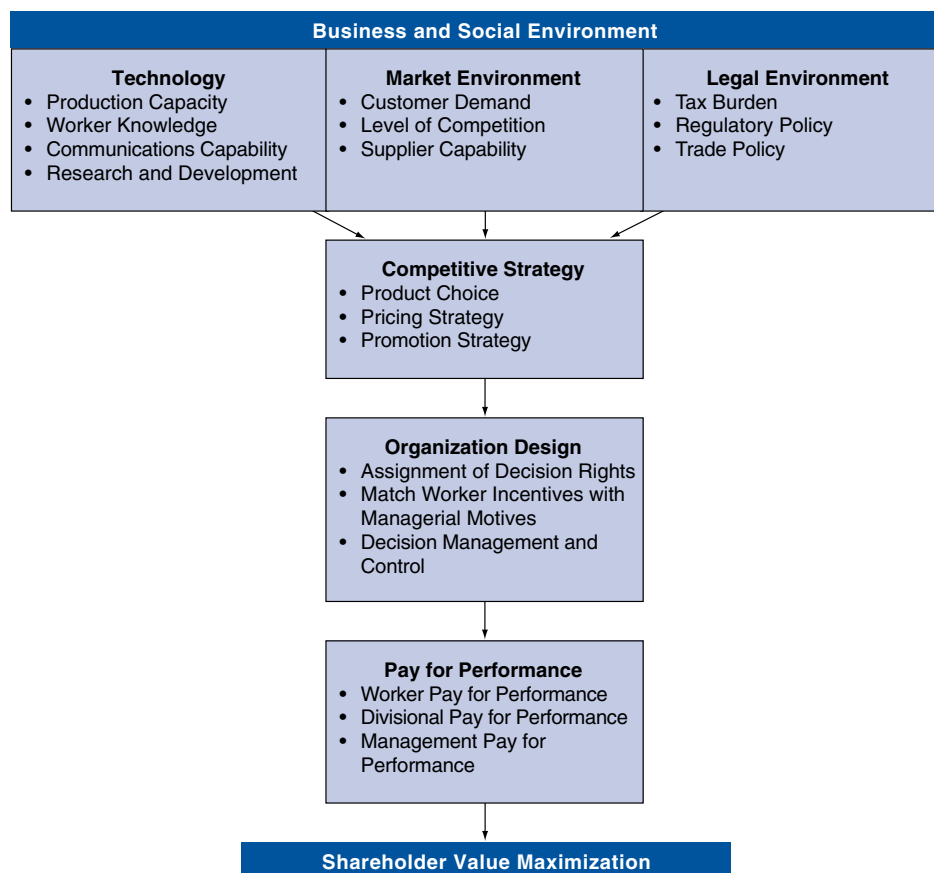 Business and Social Environment
Technology
• Production Capacity
• Worker Knowledge
• Communications Capability
• Research and Development
Market Environment
• Customer Demand
• Level of Competition
• Supplier Capability
Legal Environment
• Tax Burden
• Regulatory Policy
• Trade Policy
Competitive Strategy
• Product Choice
• Pricing Strategy
• Promotion Strategy
Organization Design
• Assignment of Decision Rights
• Match Worker Incentives with
Managerial Motives
• Decision Management and
Control
Pay for Performance
• Worker Pay for Performance
• Divisional Pay for Performance
• Management Pay for
Performance
Shareholder Value Maximization